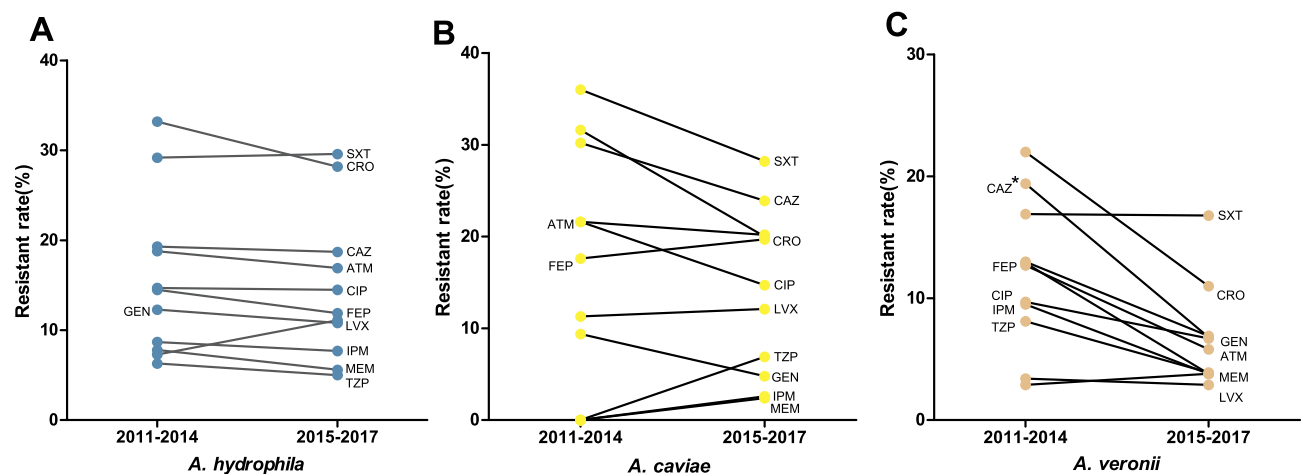 A
Resistant rate(%)
40
30
20
10
0
GEN
SXT
CRO
CAZ
ATM
CIP
FEP
LVX
IPM
MEM
TZP
2011-2014
2015-2017
A. hydrophila
B
Resistant rate(%)
40
30
20
10
0
ATM
FEP
SXT
CAZ
CRO
CIP
LVX
TZP
GEN
IPM
MEM
2011-2014
2015-2017
A. caviae
C
Resistant rate(%)
30
20
10
0
CAZ*
FEP
CIP
IPM
TZP
SXT
CRO
GEN
ATM
MEM
LVX
2011-2014
2015-2017
A. veronii